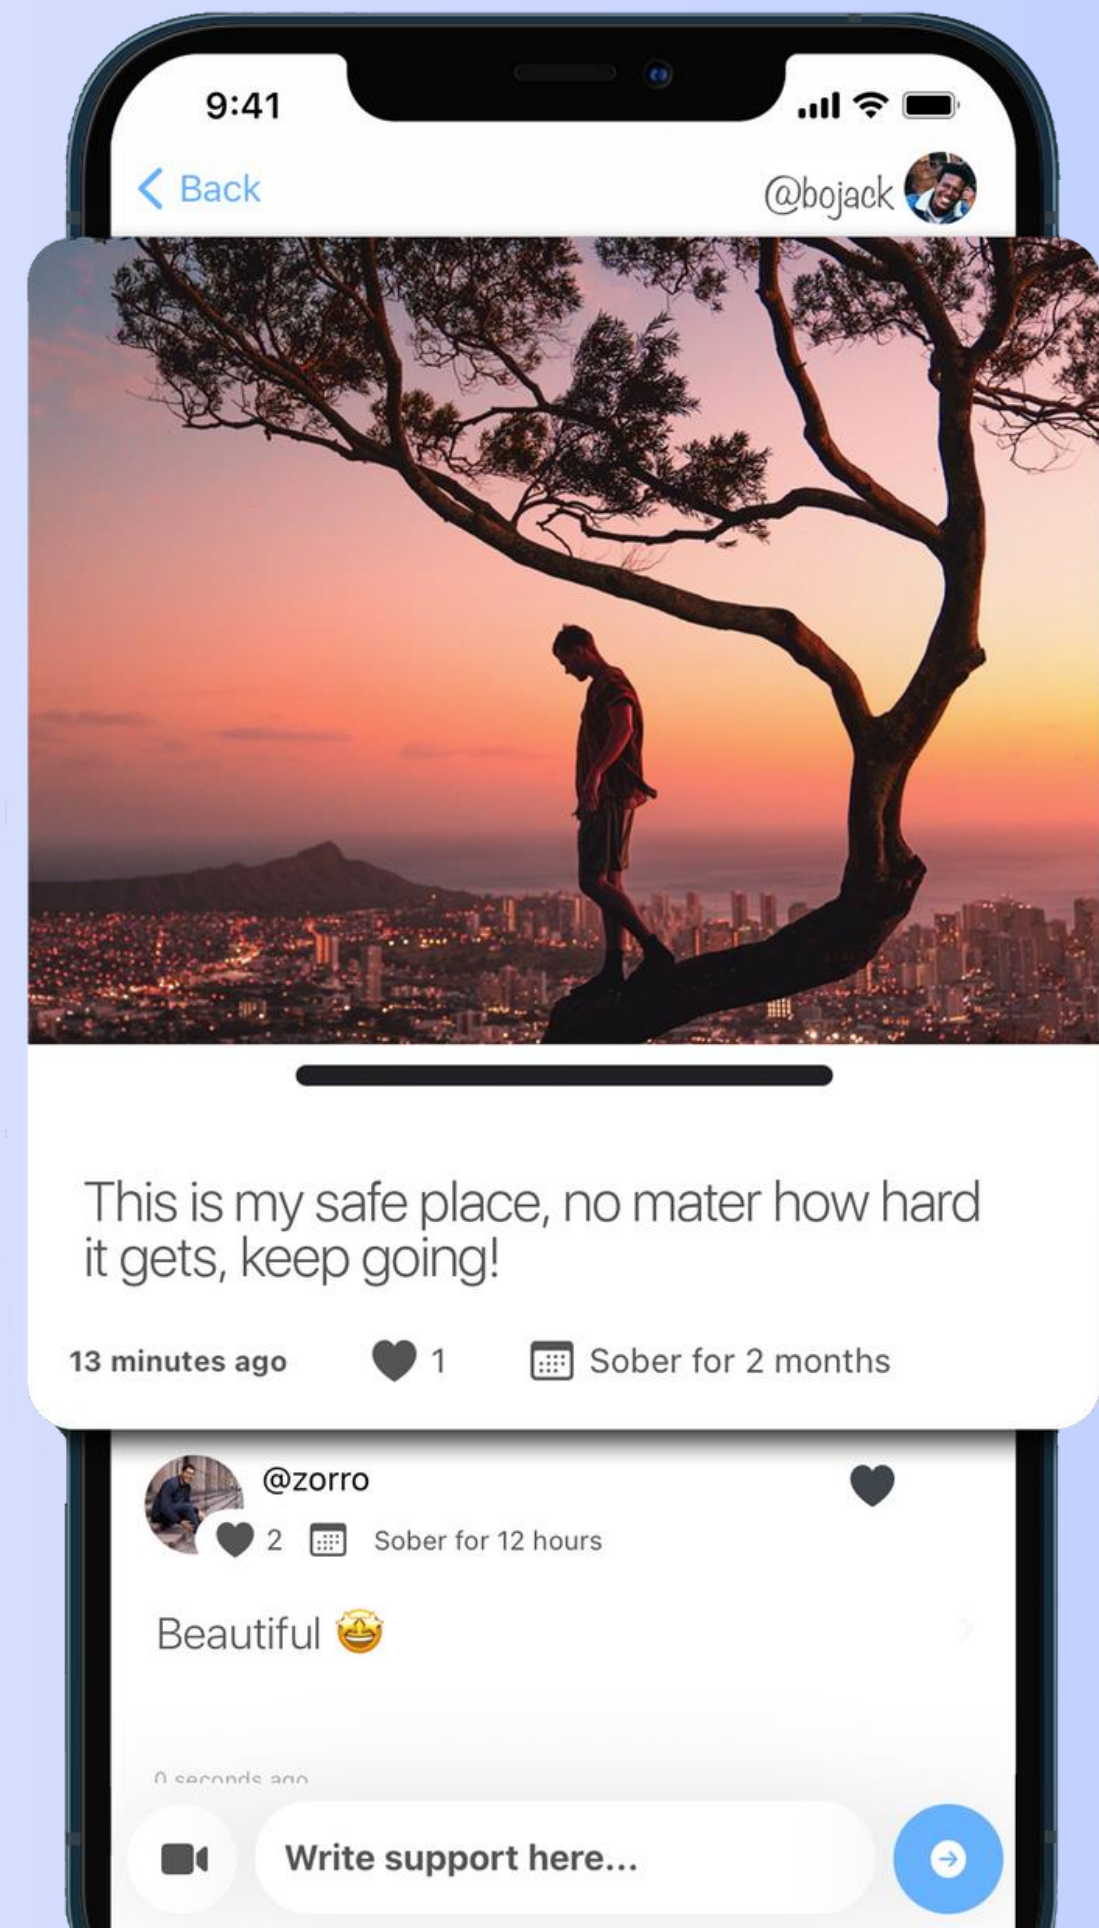 9:41
Back
@bojack
This is my safe place, no mater how hard
it gets, keep going!
13 minutes ago 1 Sober for 2 months
@zorro
2 Sober for 12 hours
Beautiful 🤩
0 seconds ago
Write support here...